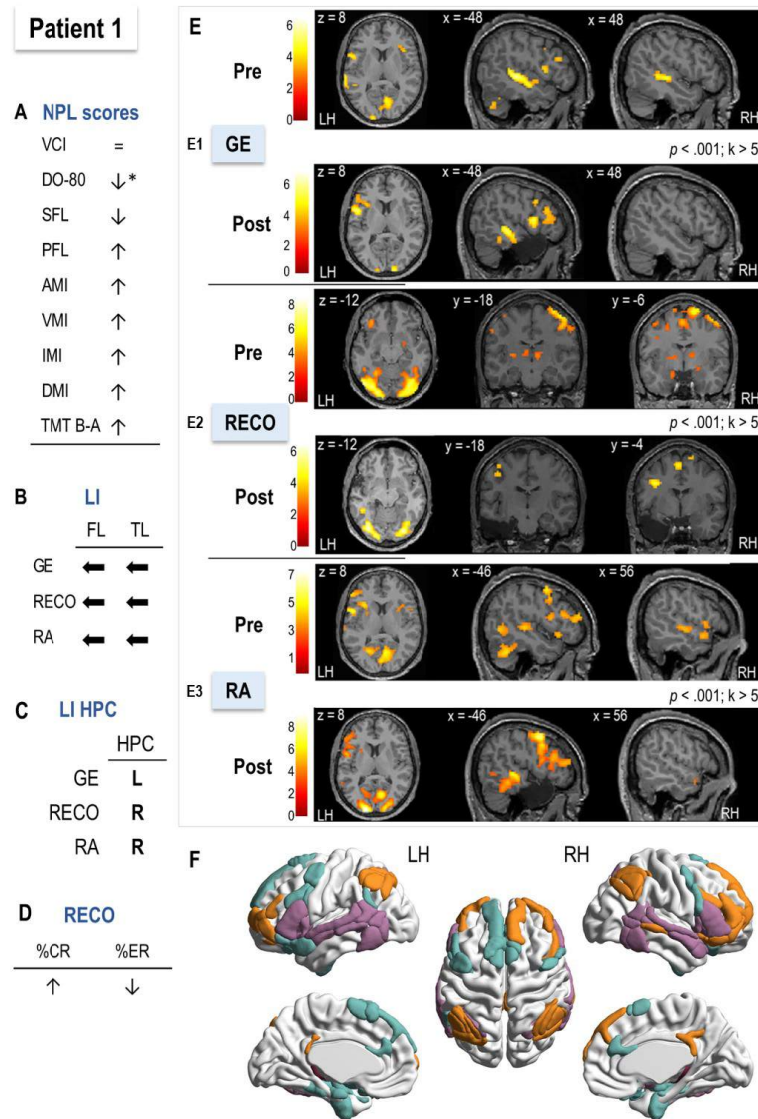 Patient 1
A NPL scores
VCI =
DO-80 ↓*
SFL ↓
PFL ↑
AMI ↑
VMI ↑
IMI ↑
DMI ↑
TMT B-A ↑
B LI
FL TL
GE ← ←
RECO ← ←
RA ← ←
C LI HPC
HPC
GE L
RECO R
RA R
D RECO
%CR %ER
↑ ↓
E
Pre
6
4
2
0
z = 8
x = -48
x = 48
LH
RH
E1 GE
p < .001; k > 5
Post
6
4
2
0
z = 8
x = -48
x = 48
LH
RH
Pre
8
6
4
2
0
z = -12
y = -18
y = -6
LH
RH
E2 RECO
p < .001; k > 5
Post
6
4
2
0
z = -12
y = -18
y = -4
LH
RH
Pre
7
5
3
1
z = 8
x = -46
x = 56
LH
RH
E3 RA
p < .001; k > 5
Post
8
6
4
2
0
z = 8
x = -46
x = 56
LH
RH
F LH RH